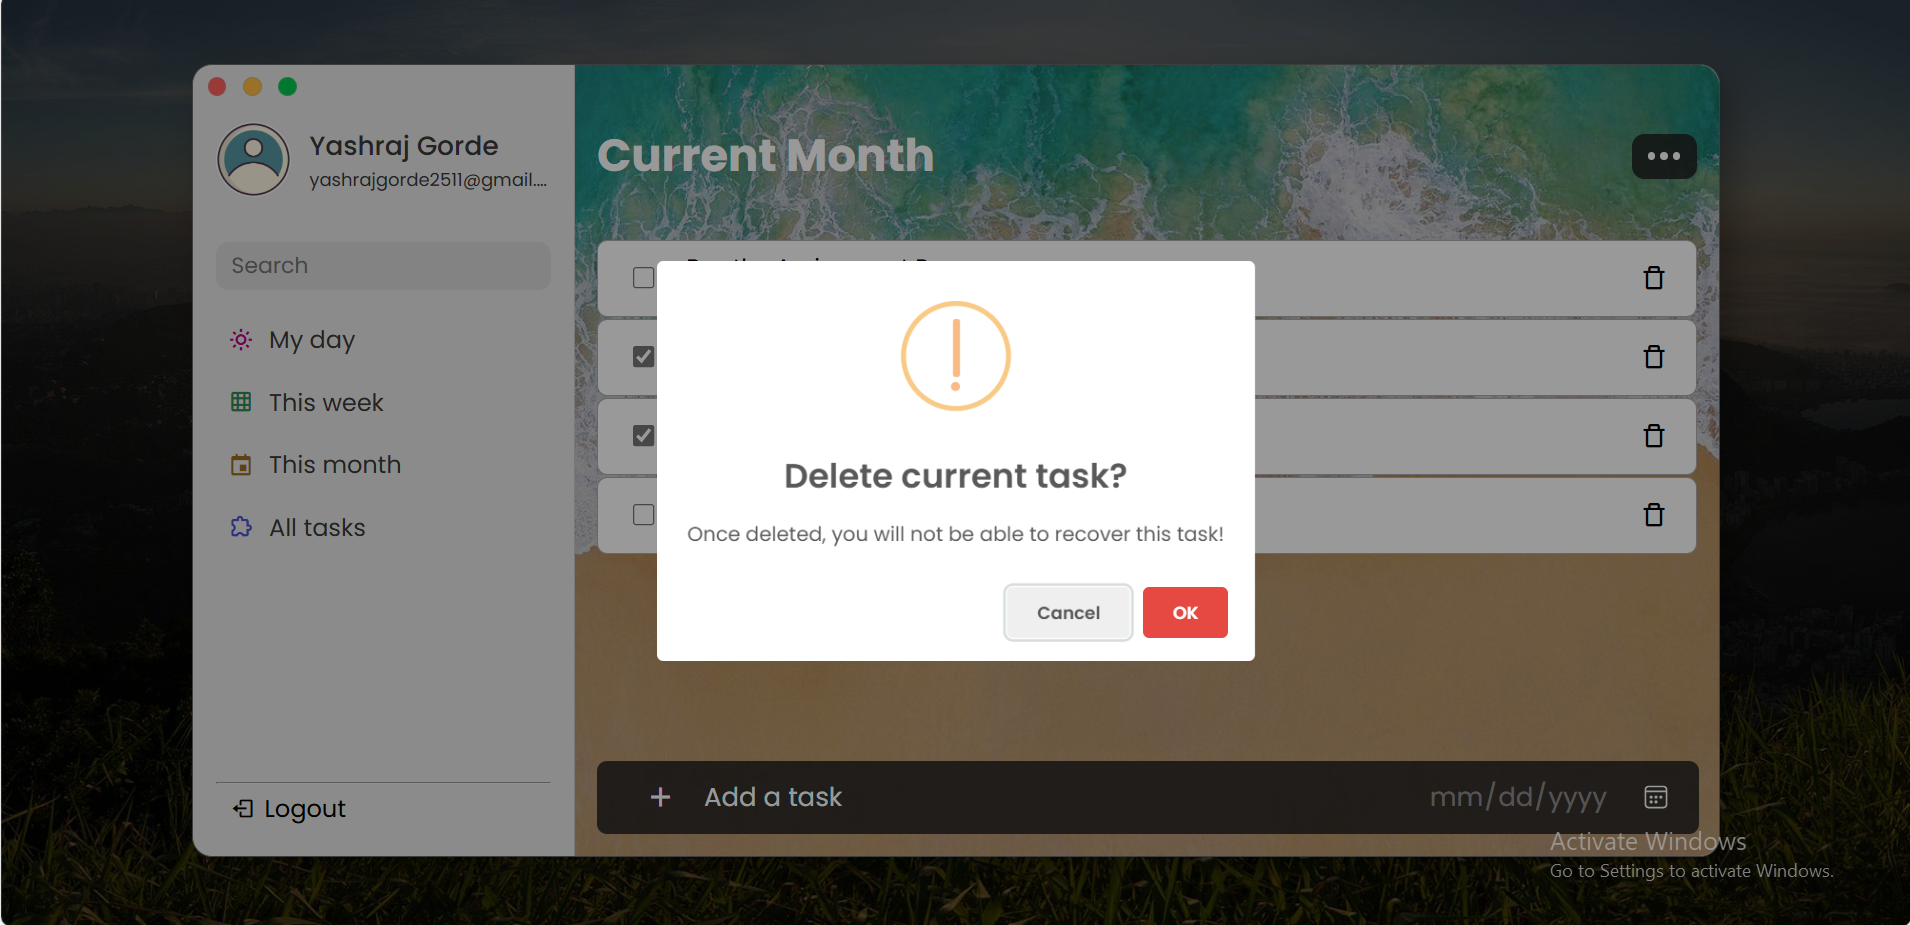 Yashraj Gorde
yashrajgorde2511@gmail....
Search
My day
This week
This month
All tasks
Logout
Current Month
Delete current task?
Once deleted, you will not be able to recover this task!
Cancel
OK
Add a task
mm/dd/yyyy
Activate Windows
Go to Settings to activate Windows.